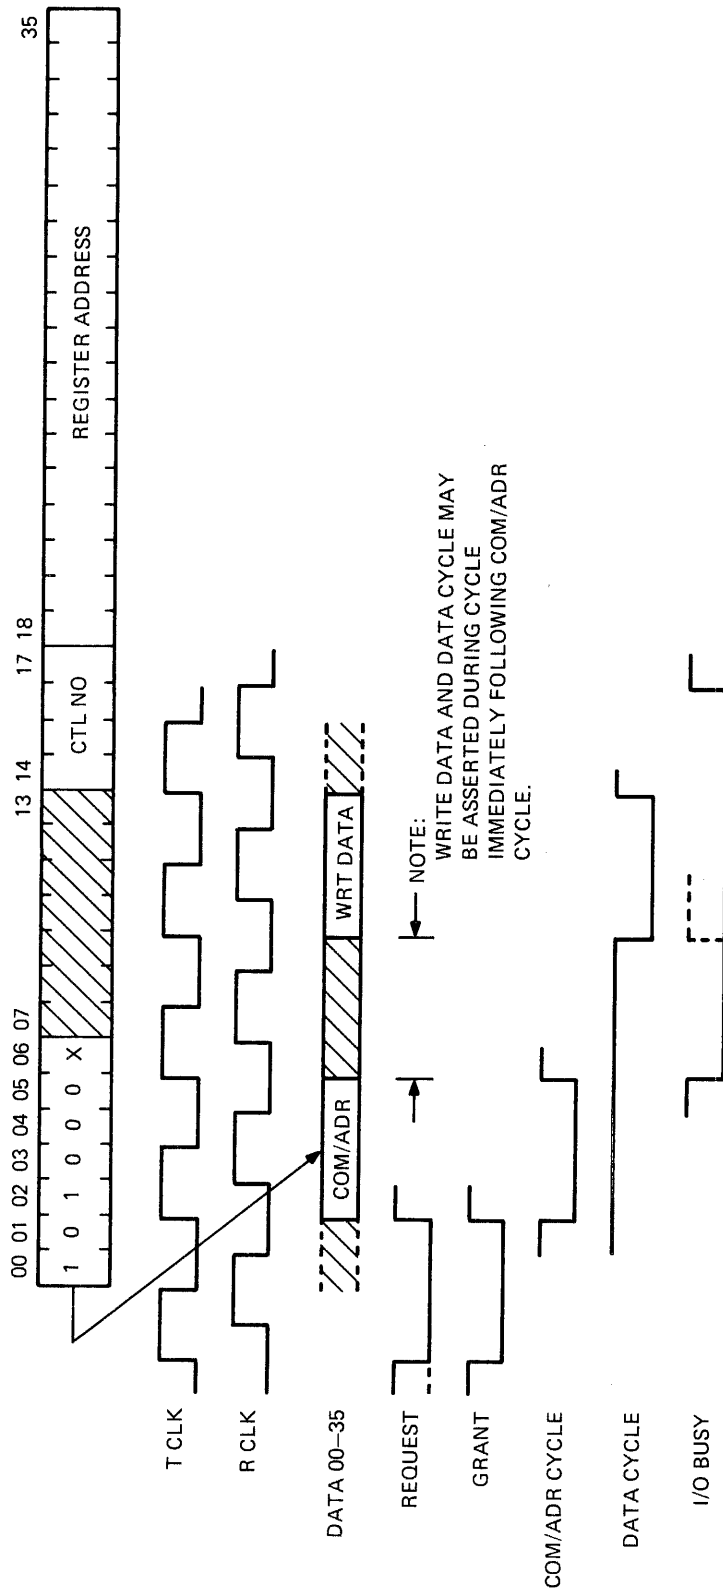 00 01 02 03 04 05 06 07 13 14 17 18 35
1 0 1 0 0 0 X CTL NO REGISTER ADDRESS
T CLK
R CLK
DATA 00–35
COM/ADR WRT DATA
REQUEST
NOTE:
WRITE DATA AND DATA CYCLE MAY
BE ASSERTED DURING CYCLE
IMMEDIATELY FOLLOWING COM/ADR
CYCLE.
GRANT
COM/ADR CYCLE
DATA CYCLE
I/O BUSY